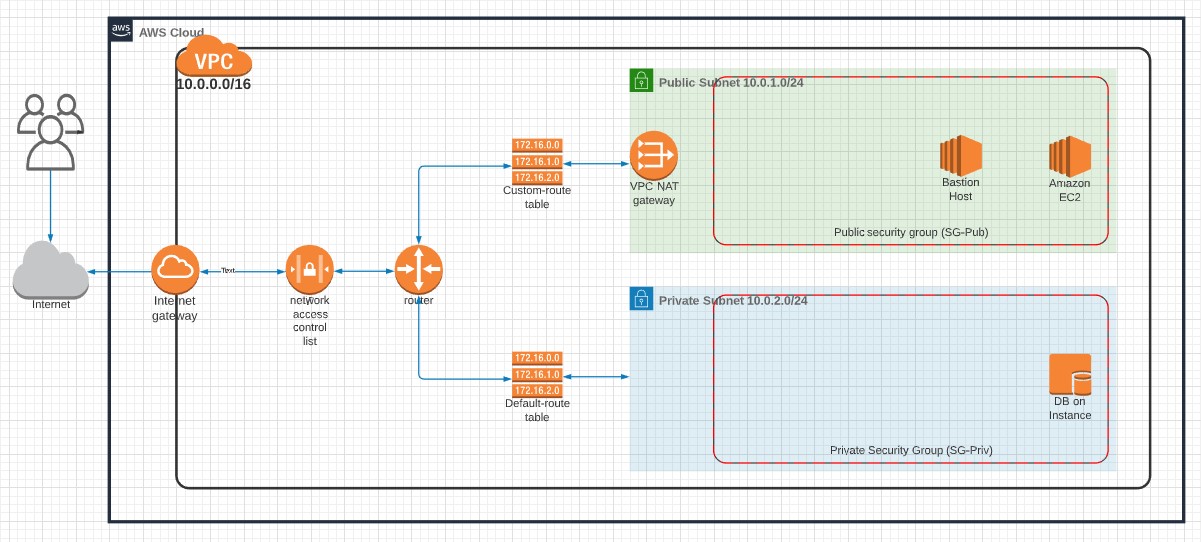 aws
AWS Cloud
VPC
10.0.0.0/16
Public Subnet 10.0.1.0/24
172.16.0.0
172.16.1.0
172.16.2.0
Custom-route
table
VPC NAT
gateway
Bastion
Host
Amazon
EC2
Public security group (SG-Pub)
Internet
Internet
gateway
Text
network
access
control
list
router
Private Subnet 10.0.2.0/24
172.16.0.0
172.16.1.0
172.16.2.0
Default-route
table
DB on
Instance
Private Security Group (SG-Priv)